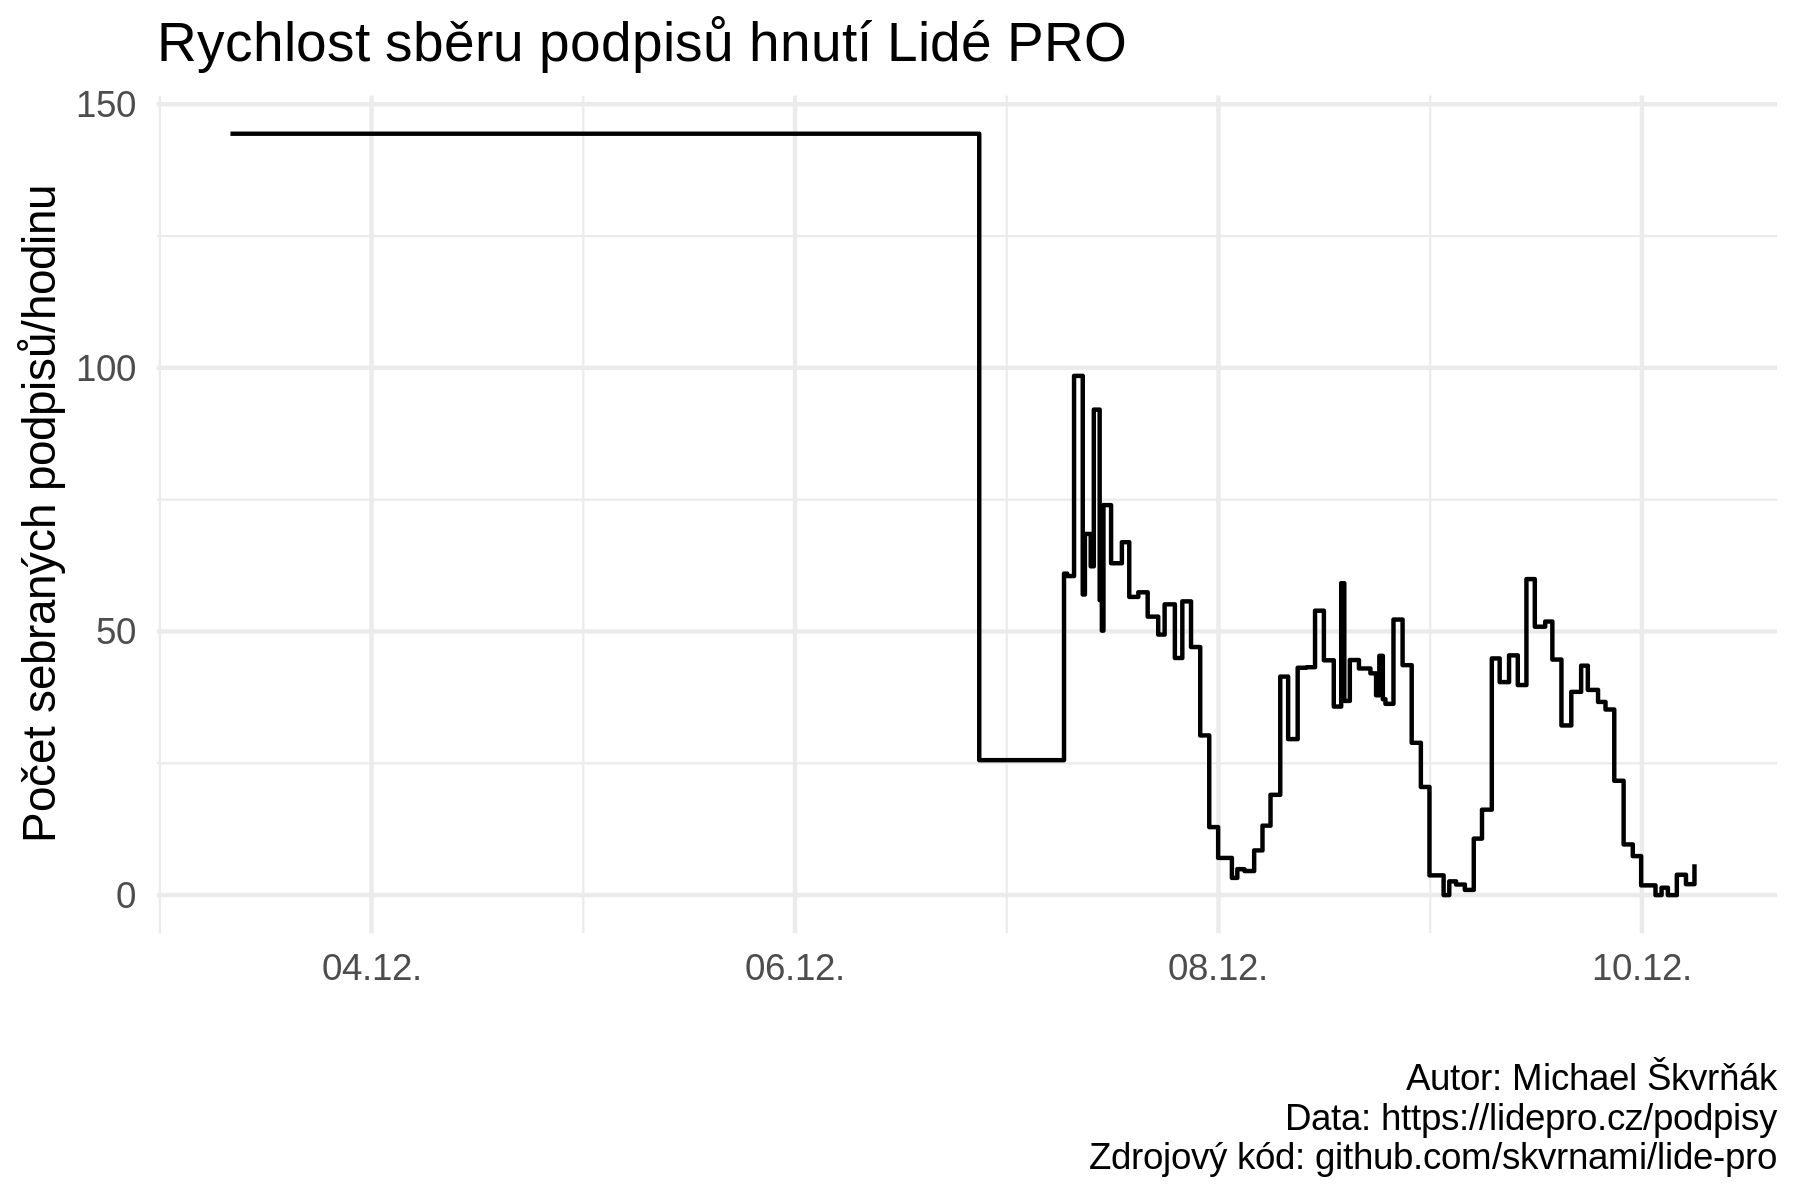 Rychlost sběru podpisů hnutí Lidé PRO
Počet sebraných podpisů/hodinu
150
100
50
0
04.12.
06.12.
08.12.
10.12.
Autor: Michael Škvrňák
Data: https://lidepro.cz/podpisy
Zdrojový kód: github.com/skvrnami/lide-pro